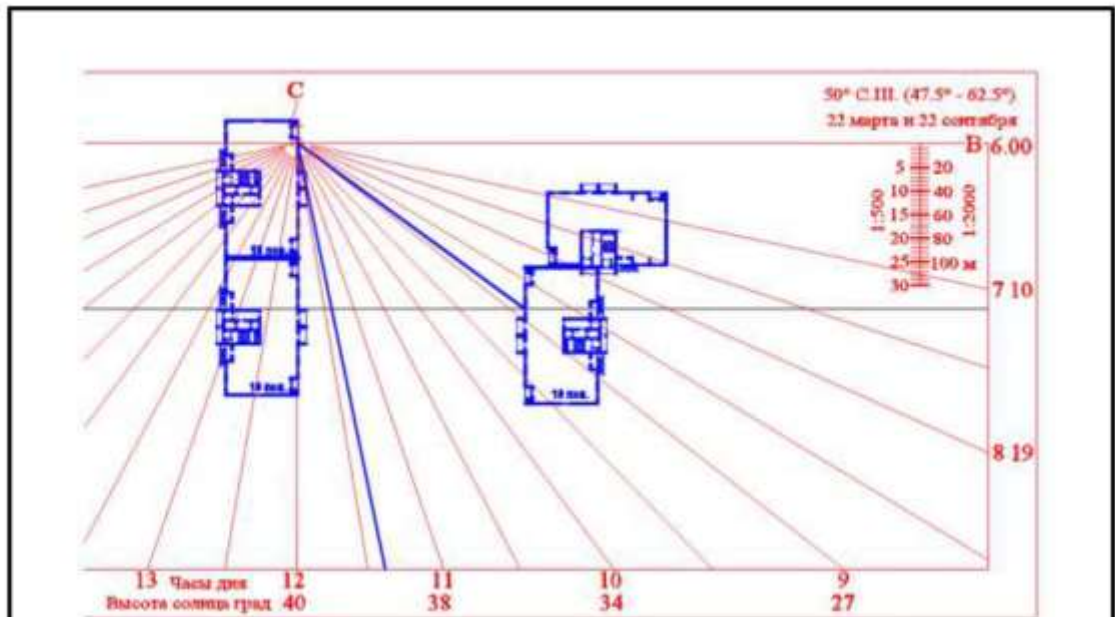 С
50° С.Ш. (47.5° - 62.5°)
22 марта и 22 сентября
В 6.00
5 20
10 40
15 60
20 80
25 100 м
30
1:500
1:2000
7 10
8 19
13 Часы дня 12 11 10 9
Высота солнца град 40 38 34 27